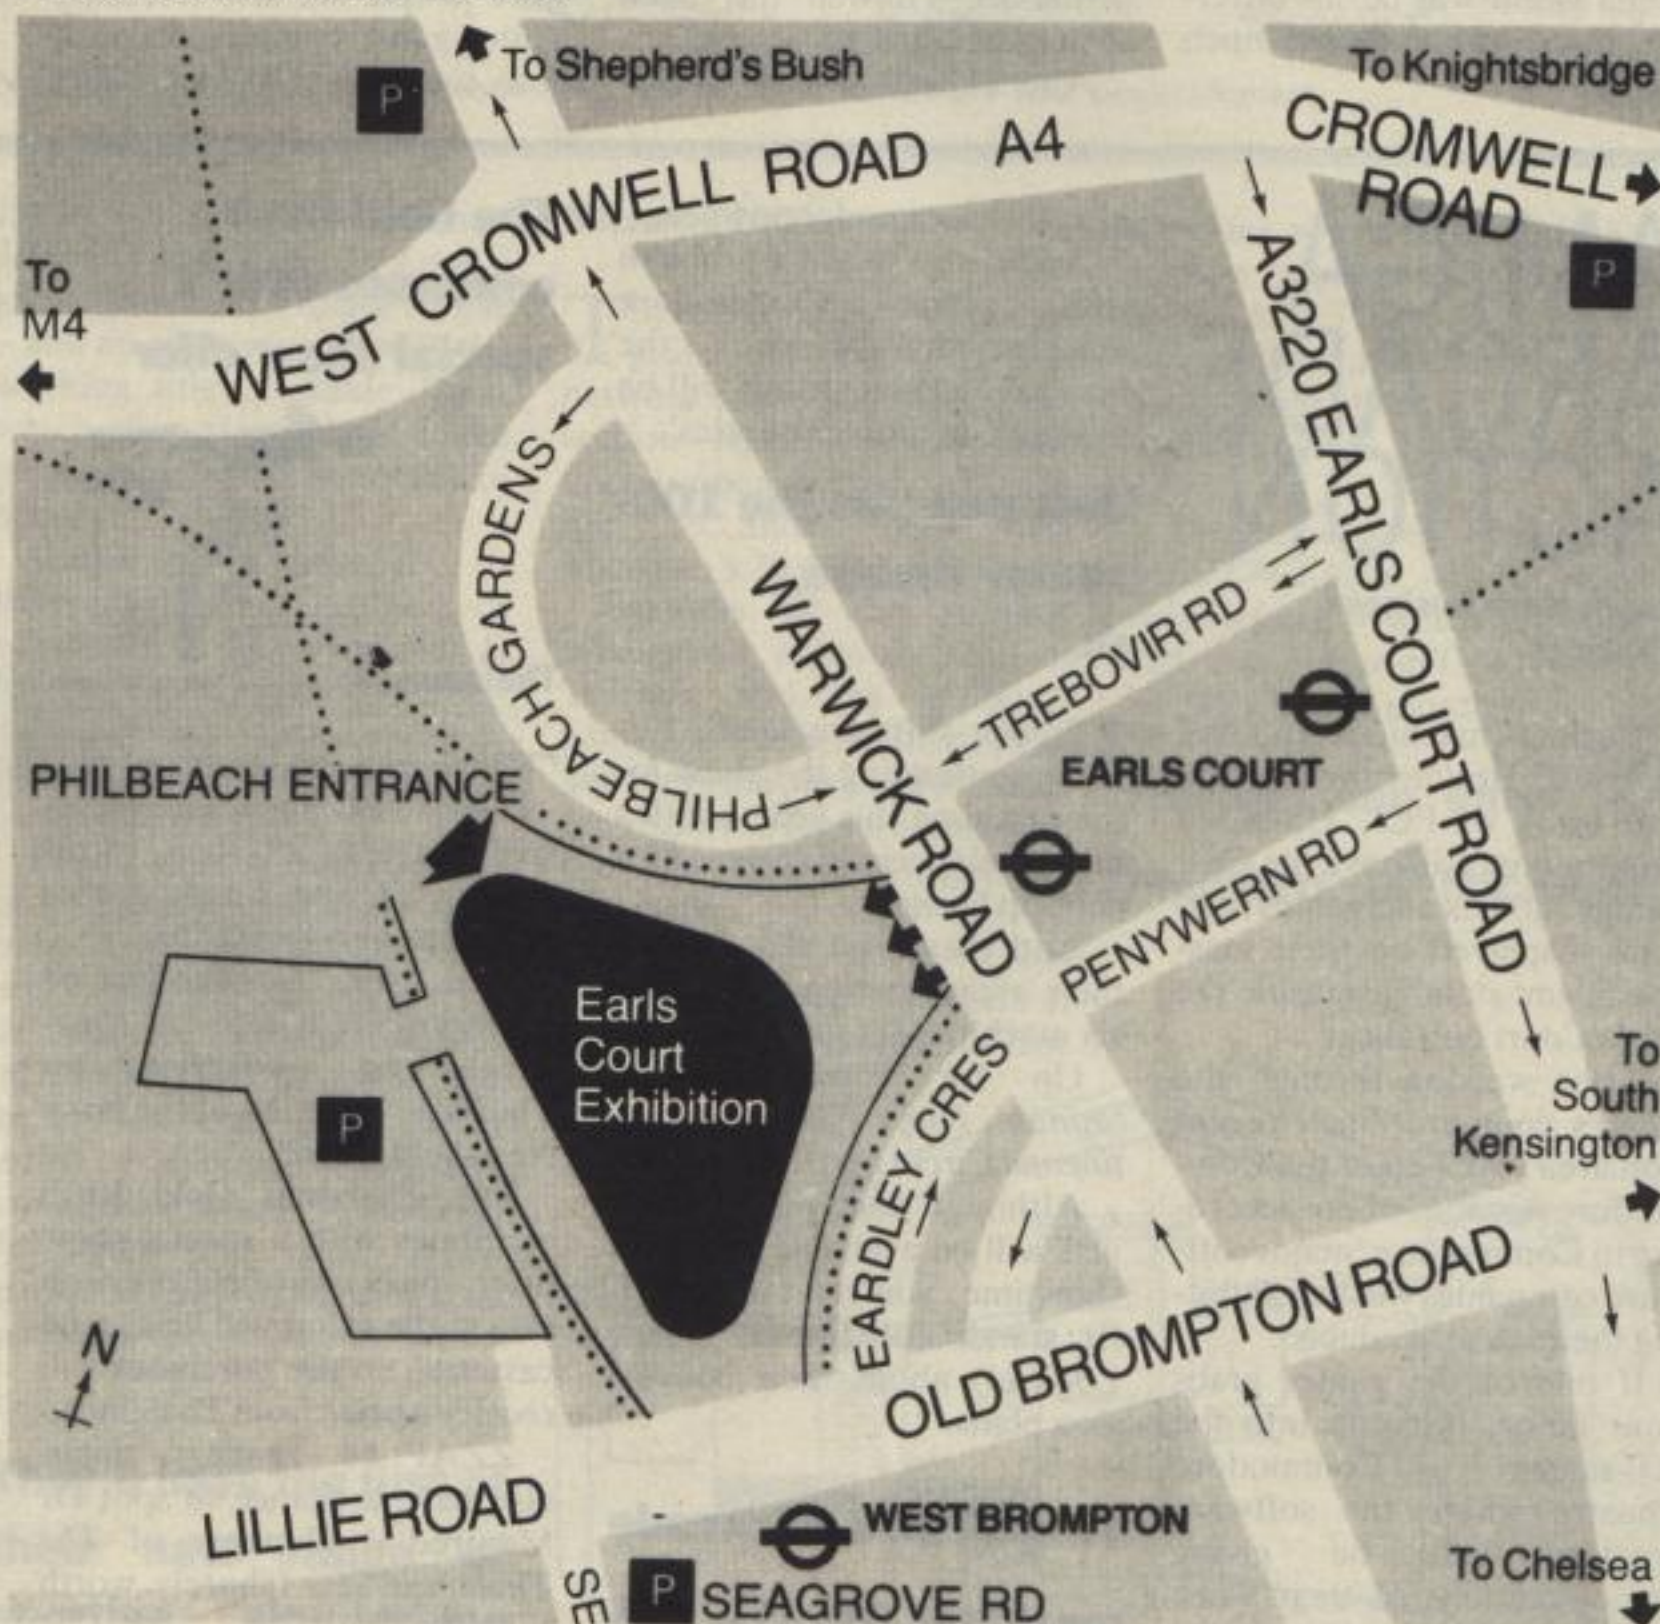 To Shepherd's Bush
P
To Knightsbridge
CROMWELL
ROAD
WEST CROMWELL ROAD A4
P
To
M4
A3220 EARLS COURT ROAD
PHILBEACH GARDENS
WARWICK ROAD
TREBOVIR RD
EARLS COURT
PHILBEACH ENTRANCE
PENYWERN RD
Earls
Court
Exhibition
P
EARDLEY CRES
To
South
Kensington
N
OLD BROMPTON ROAD
LILLIE ROAD
WEST BROMPTON
To Chelsea
P SEAGROVE RD
SE